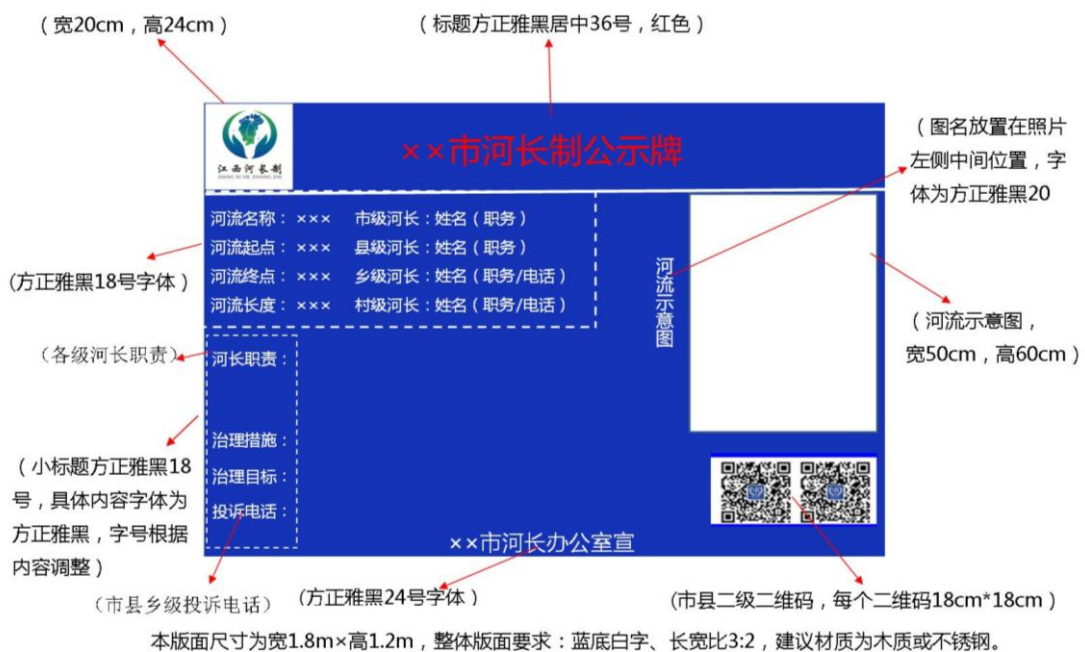 （宽20cm，高24cm）
（标题方正雅黑居中36号，红色）
江西河长制
JIANG XI HE ZHANG ZHI
××市河长制公示牌
（图名放置在照片
左侧中间位置，字
体为方正雅黑20
河流名称：××× 市级河长：姓名（职务）
河流起点：××× 县级河长：姓名（职务）
河流终点：××× 乡级河长：姓名（职务/电话）
河流长度：××× 村级河长：姓名（职务/电话）
(方正雅黑18号字体）
河流示意图
（河流示意图，
宽50cm，高60cm）
（各级河长职责）
河长职责：
治理措施：
治理目标：
投诉电话：
（小标题方正雅黑18
号，具体内容字体为
方正雅黑，字号根据
内容调整）
××市河长办公室宣
（市县乡级投诉电话）
（方正雅黑24号字体）
（市县二级二维码，每个二维码18cm*18cm）
本版面尺寸为宽1.8m×高1.2m，整体版面要求：蓝底白字、长宽比3:2，建议材质为木质或不锈钢。